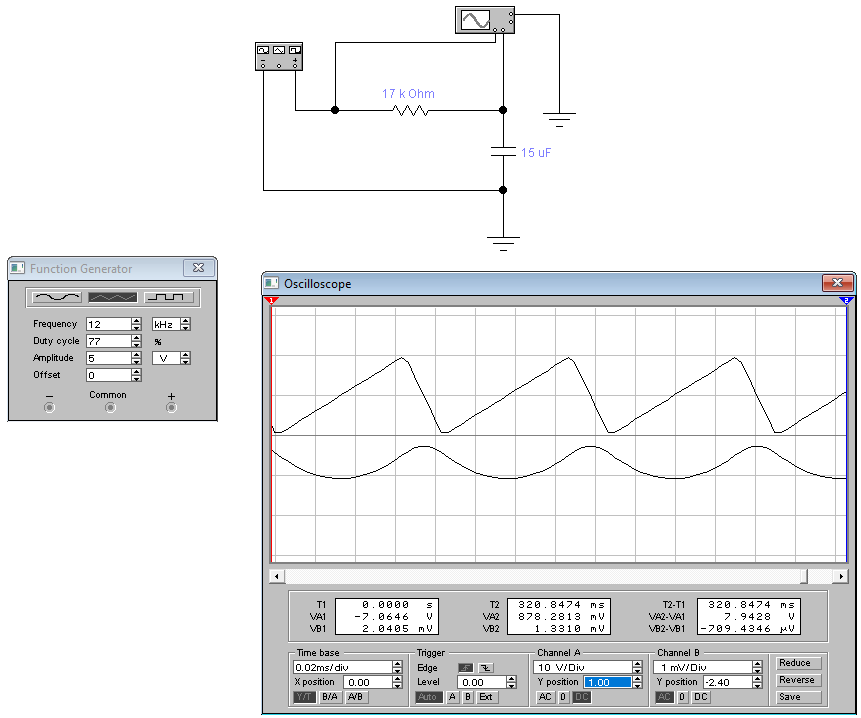 17 k Ohm
15 uF
Function Generator
Frequency 12 kHz
Duty cycle 77 %
Amplitude 5 V
Offset 0
− Common +
Oscilloscope
1 2
T1 0.0000 s T2 320.8474 ms T2-T1 320.8474 ms
VA1 -7.0646 V VA2 878.2813 mV VA2-VA1 7.9428 V
VB1 2.0405 mV VB2 1.3310 mV VB2-VB1 -709.4346 µV
Time base Trigger Channel A Channel B
0.02ms/div Edge 10 V/Div 1 mV/Div Reduce
X position 0.00 Level 0.00 Y position 1.00 Y position -2.40 Reverse
Y/T B/A A/B Auto A B Ext AC 0 DC AC 0 DC Save